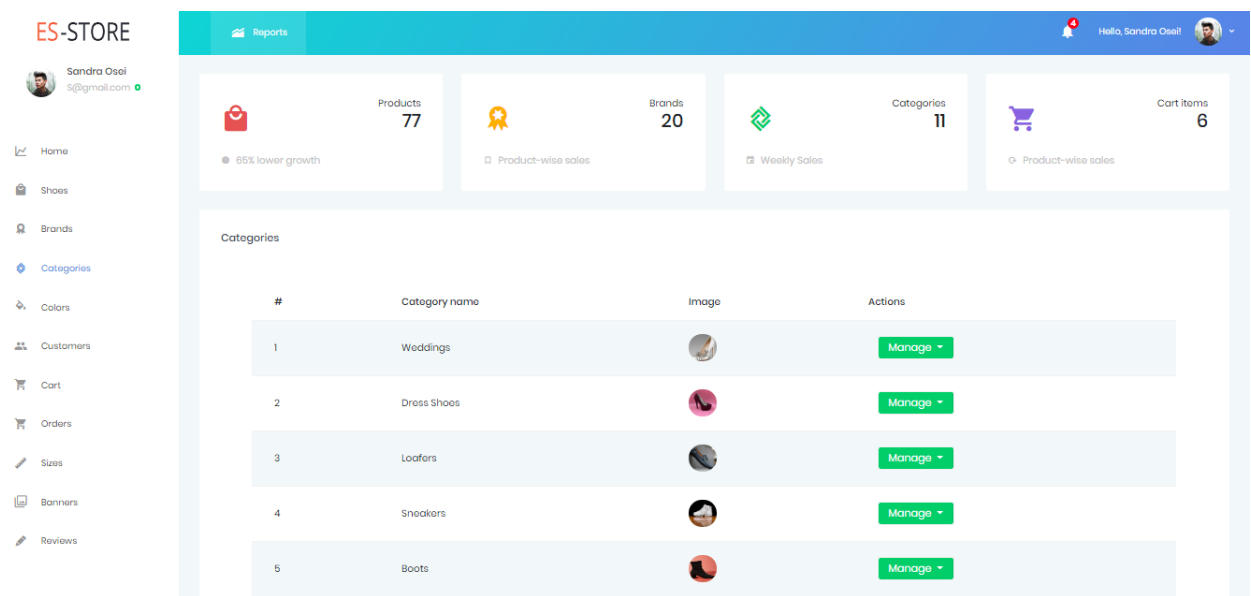 ES-STORE
Sandra Osei
S@gmail.com
Home
Shoes
Brands
Categories
Colors
Customers
Cart
Orders
Sizes
Banners
Reviews
Reports
4
Hello, Sandra Osei!
Products
77
65% lower growth
Brands
20
Product-wise sales
Categories
11
Weekly Sales
Cart items
6
Product-wise sales
Categories
# Category name Image Actions
1 Weddings Manage
2 Dress Shoes Manage
3 Loafers Manage
4 Sneakers Manage
5 Boots Manage